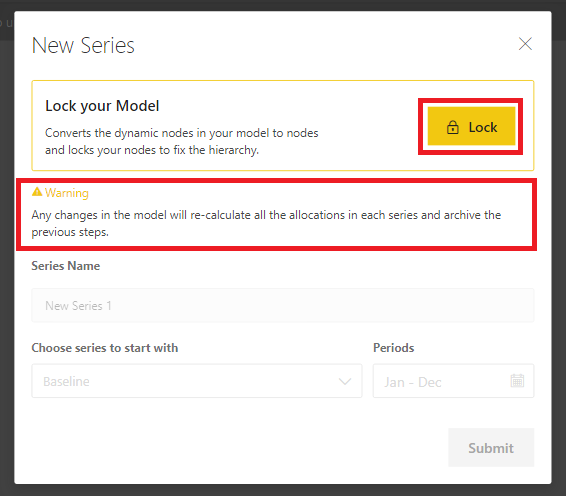 New Series
Lock your Model
Converts the dynamic nodes in your model to nodes
and locks your nodes to fix the hierarchy.
Lock
Warning
Any changes in the model will re-calculate all the allocations in each series and archive the
previous steps.
Series Name
New Series 1
Choose series to start with
Periods
Baseline
Jan - Dec
Submit